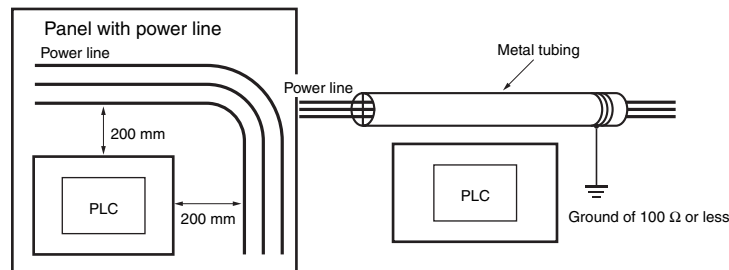 Panel with power line
Power line
200 mm
PLC
200 mm
Metal tubing
Power line
PLC
Ground of 100 Ω or less